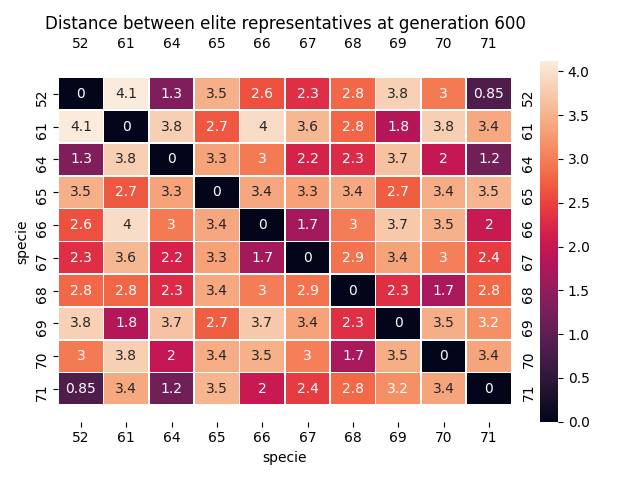 Distance between elite representatives at generation 600
52 61 64 65 66 67 68 69 70 71
52 0 4.1 1.3 3.5 2.6 2.3 2.8 3.8 3 0.85 52
61 4.1 0 3.8 2.7 4 3.6 2.8 1.8 3.8 3.4 61
64 1.3 3.8 0 3.3 3 2.2 2.3 3.7 2 1.2 64
65 3.5 2.7 3.3 0 3.4 3.3 3.4 2.7 3.4 3.5 65
66 2.6 4 3 3.4 0 1.7 3 3.7 3.5 2 66
67 2.3 3.6 2.2 3.3 1.7 0 2.9 3.4 3 2.4 67
68 2.8 2.8 2.3 3.4 3 2.9 0 2.3 1.7 2.8 68
69 3.8 1.8 3.7 2.7 3.7 3.4 2.3 0 3.5 3.2 69
70 3 3.8 2 3.4 3.5 3 1.7 3.5 0 3.4 70
71 0.85 3.4 1.2 3.5 2 2.4 2.8 3.2 3.4 0 71
52 61 64 65 66 67 68 69 70 71
specie
specie
4.0
3.5
3.0
2.5
2.0
1.5
1.0
0.5
0.0